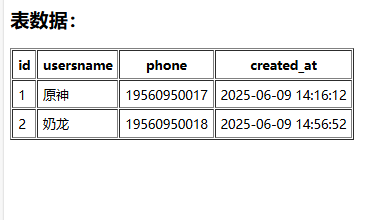 表数据：
id usersname phone created_at
1 原神 19560950017 2025-06-09 14:16:12
2 奶龙 19560950018 2025-06-09 14:56:52